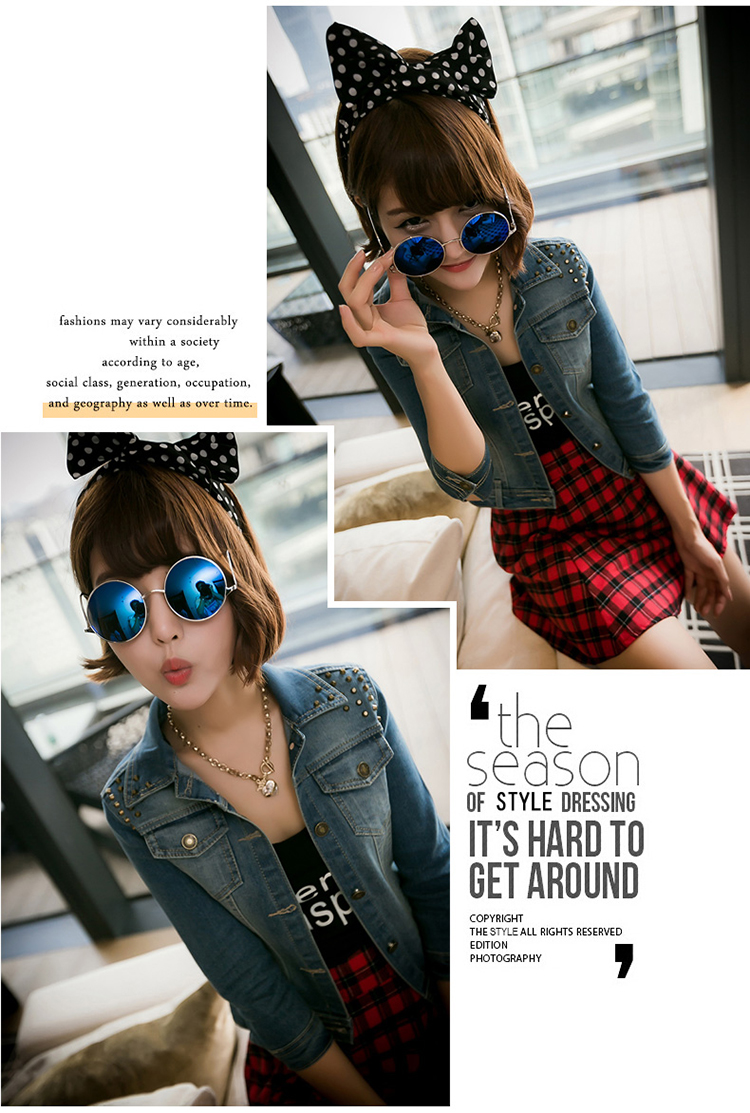 fashions may vary considerably
within a society
according to age,
social class, generation, occupation,
and geography as well as over time.
‘the
season
OF STYLE DRESSING
IT'S HARD TO
GET AROUND
COPYRIGHT
THE STYLE ALL RIGHTS RESERVED
EDITION
PHOTOGRAPHY
’